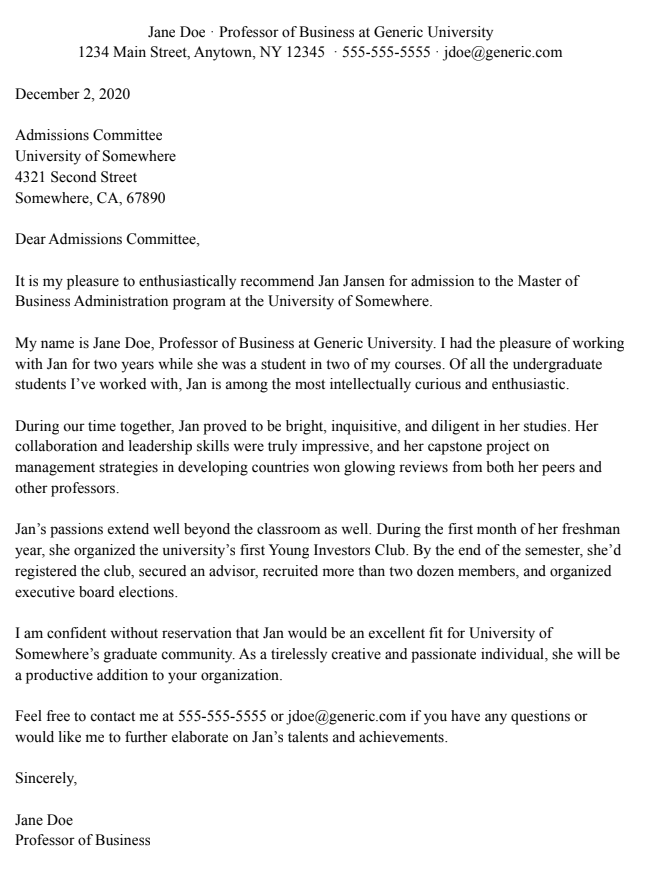 Jane Doe · Professor of Business at Generic University
1234 Main Street, Anytown, NY 12345 · 555-555-5555 · jdoe@generic.com
December 2, 2020
Admissions Committee
University of Somewhere
4321 Second Street
Somewhere, CA, 67890
Dear Admissions Committee,
It is my pleasure to enthusiastically recommend Jan Jansen for admission to the Master of
Business Administration program at the University of Somewhere.
My name is Jane Doe, Professor of Business at Generic University. I had the pleasure of working
with Jan for two years while she was a student in two of my courses. Of all the undergraduate
students I’ve worked with, Jan is among the most intellectually curious and enthusiastic.
During our time together, Jan proved to be bright, inquisitive, and diligent in her studies. Her
collaboration and leadership skills were truly impressive, and her capstone project on
management strategies in developing countries won glowing reviews from both her peers and
other professors.
Jan’s passions extend well beyond the classroom as well. During the first month of her freshman
year, she organized the university’s first Young Investors Club. By the end of the semester, she’d
registered the club, secured an advisor, recruited more than two dozen members, and organized
executive board elections.
I am confident without reservation that Jan would be an excellent fit for University of
Somewhere’s graduate community. As a tirelessly creative and passionate individual, she will be
a productive addition to your organization.
Feel free to contact me at 555-555-5555 or jdoe@generic.com if you have any questions or
would like me to further elaborate on Jan’s talents and achievements.
Sincerely,
Jane Doe
Professor of Business